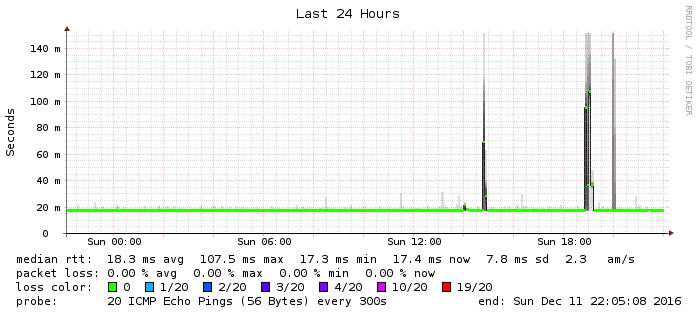 Last 24 Hours
RRDTOOL / TOBI OETIKER
Seconds
140 m
120 m
100 m
80 m
60 m
40 m
20 m
0
Sun 00:00 Sun 06:00 Sun 12:00 Sun 18:00
median rtt: 18.3 ms avg 107.5 ms max 17.3 ms min 17.4 ms now 7.8 ms sd 2.3 am/s
packet loss: 0.00 % avg 0.00 % max 0.00 % min 0.00 % now
loss color: 0 1/20 2/20 3/20 4/20 10/20 19/20
probe: 20 ICMP Echo Pings (56 Bytes) every 300s end: Sun Dec 11 22:05:08 2016